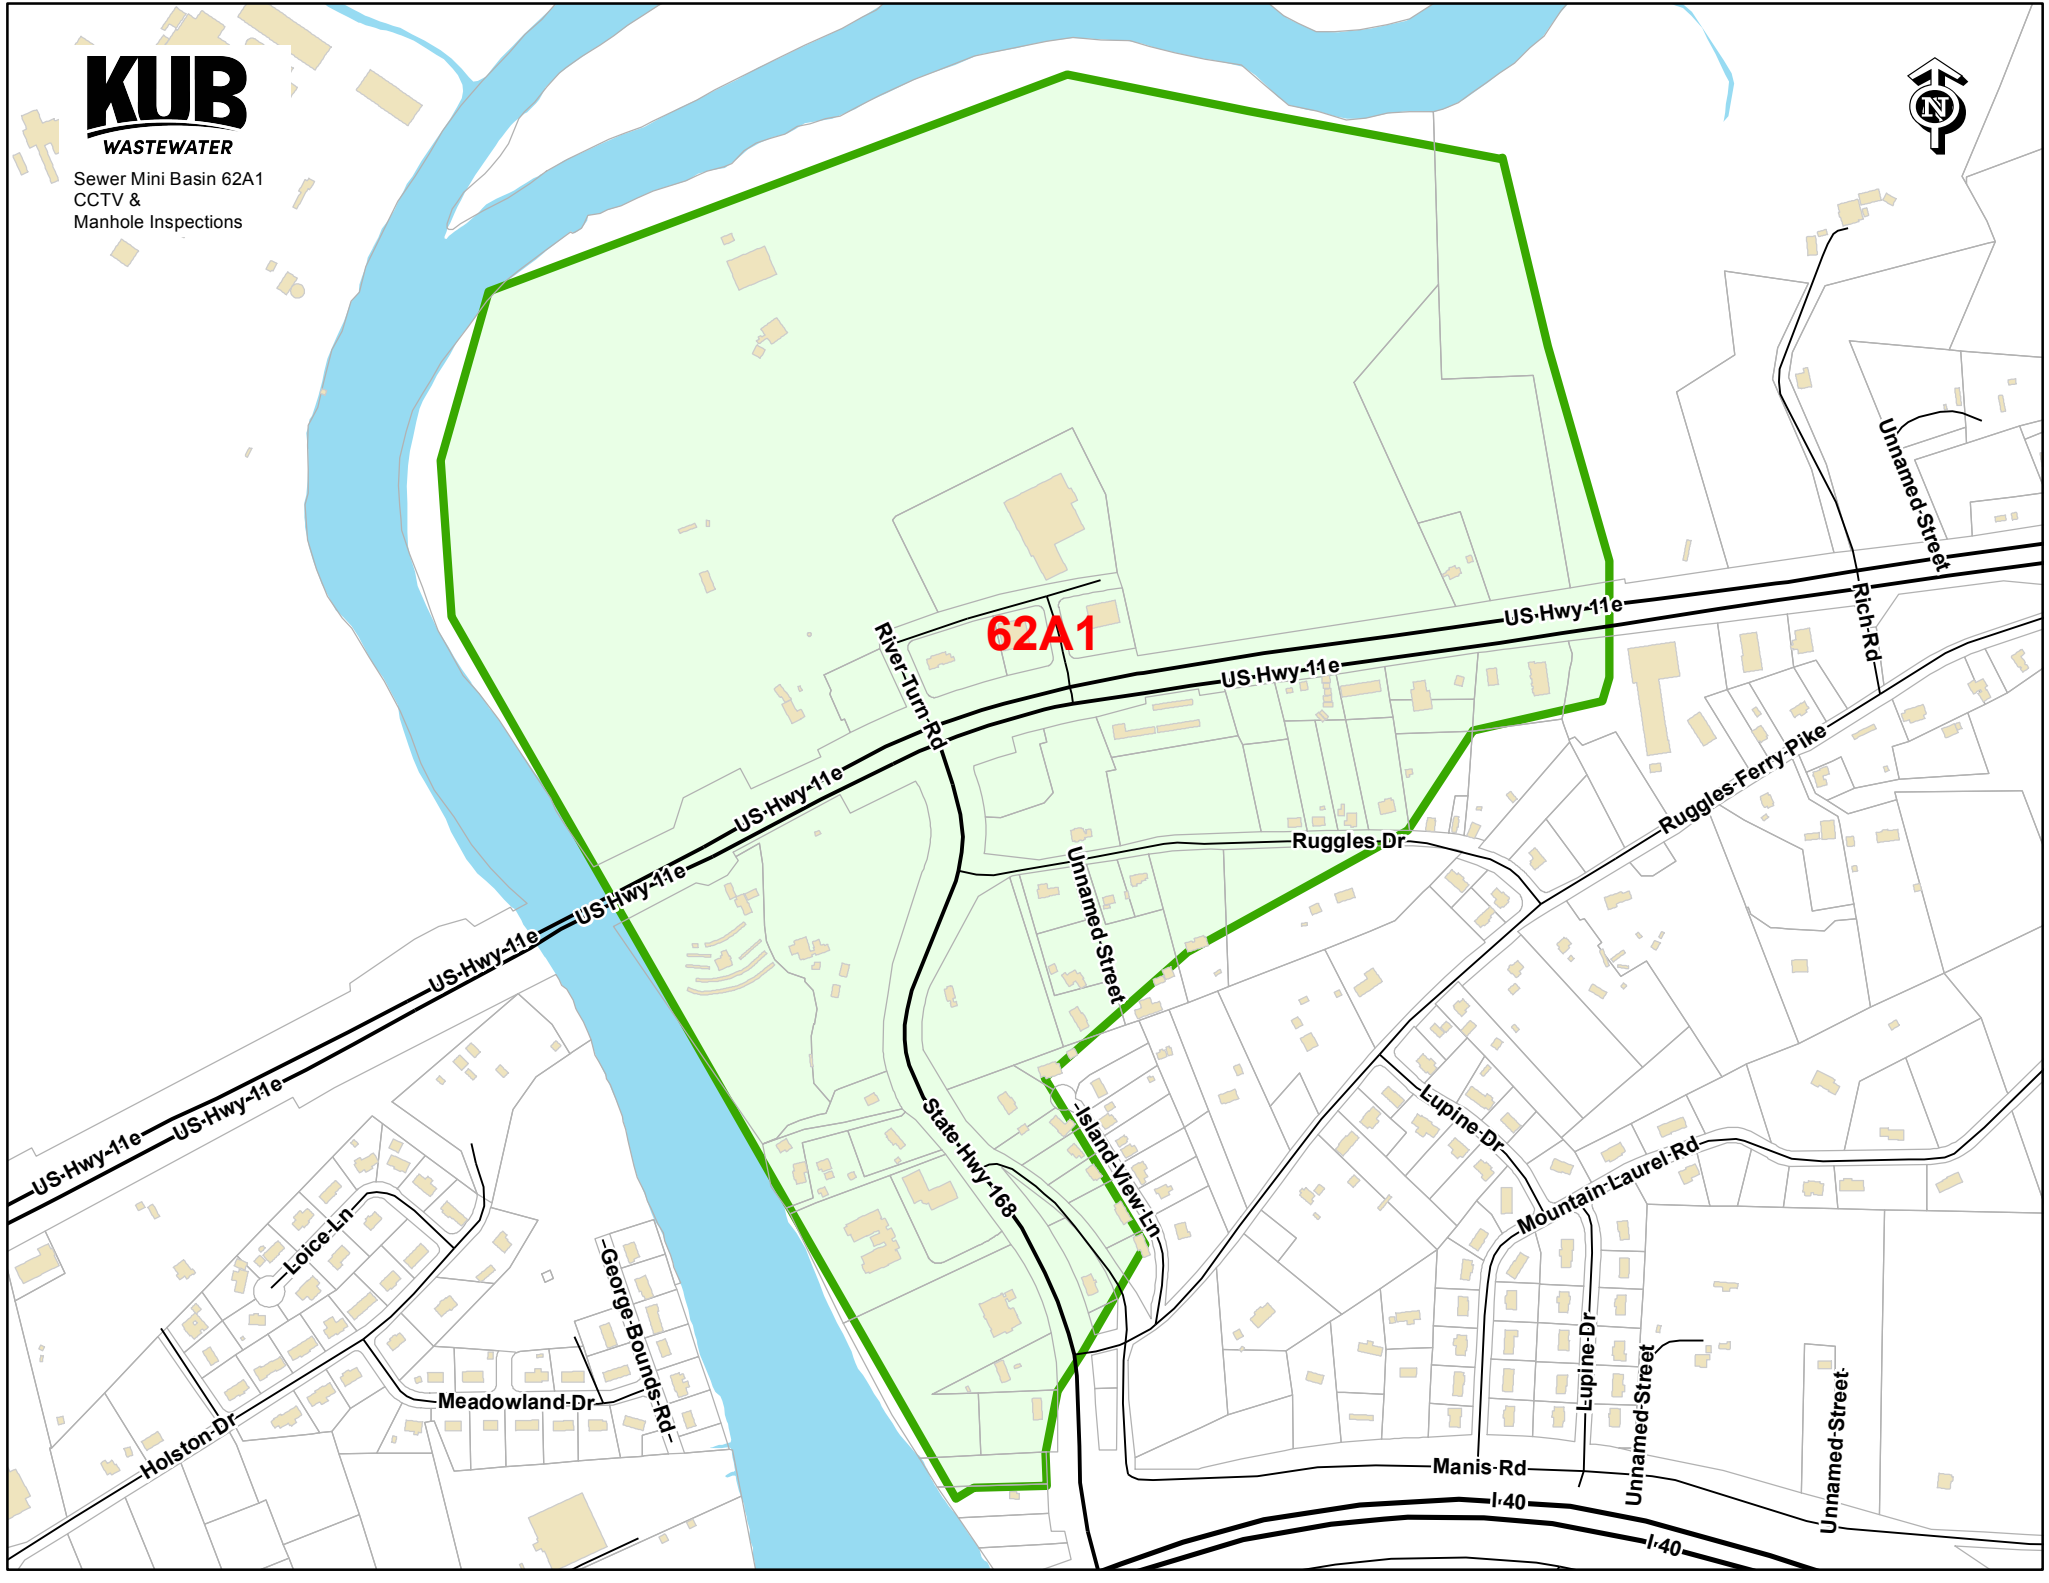 KUB
WASTEWATER
Sewer Mini Basin 62A1
CCTV &
Manhole Inspections
N
Unnamed Street
Rich Rd
US Hwy 11e
62A1
River Turn Rd
US Hwy 11e
US Hwy 11e
Ruggles Ferry Pike
Ruggles Dr
Unnamed Street
US Hwy 11e
US Hwy 11e
US Hwy 11e
US Hwy 11e
State Hwy 168
Island View Ln
Lupine Dr
Mountain Laurel Rd
Loice Ln
George Bounds Rd
Meadowland Dr
Holston Dr
Lupine Dr
Unnamed Street
Unnamed Street
Manis Rd
I-40
I-40